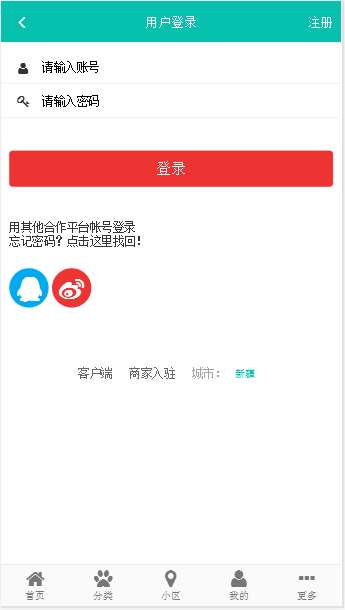 用户登录 注册
请输入账号
请输入密码
登录
用其他合作平台帐号登录
忘记密码？点击这里找回！
客户端 商家入驻 城市： 新疆
首页 分类 小区 我的 更多